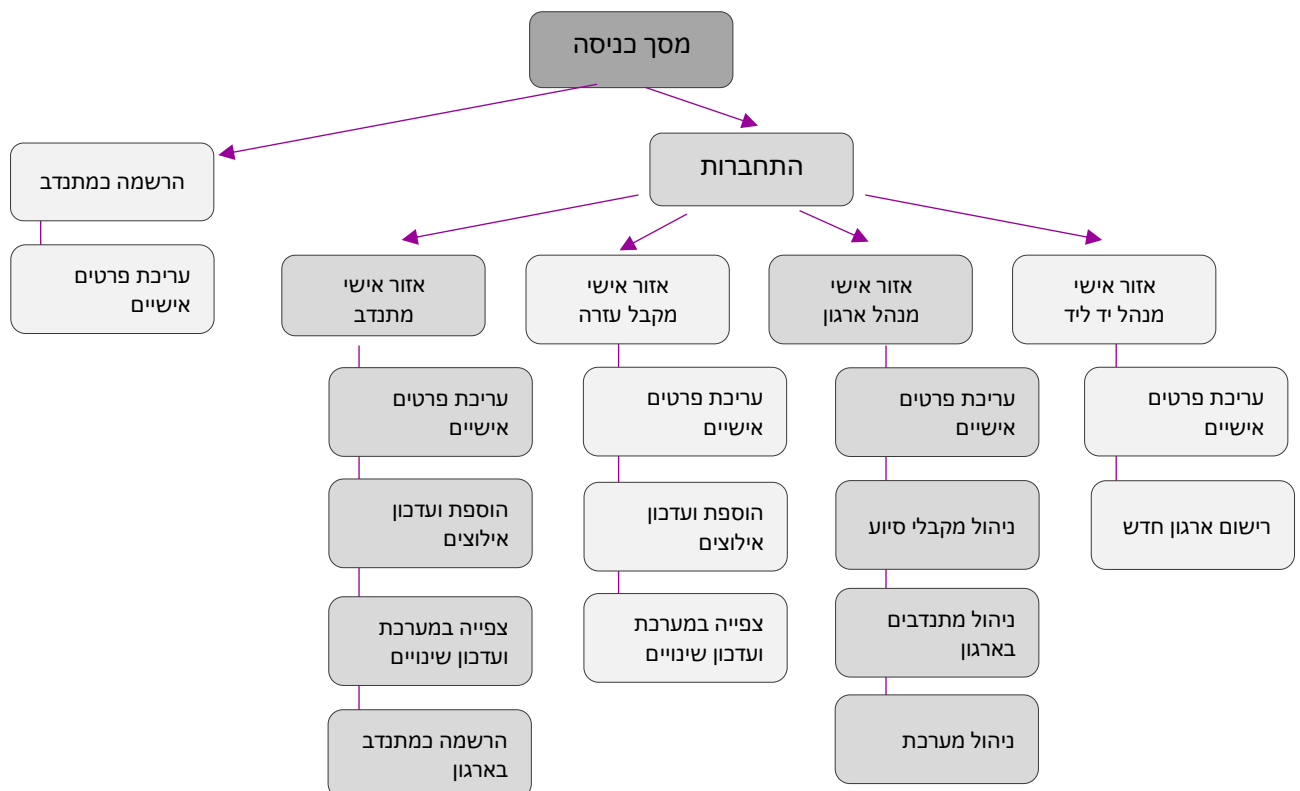 מסך כניסה
התחברות
הרשמה כמתנדב
עריכת פרטים
אישיים
אזור אישי
מנהל יד ליד
אזור אישי
מנהל ארגון
אזור אישי
מקבל עזרה
אזור אישי
מתנדב
עריכת פרטים
אישיים
רישום ארגון חדש
עריכת פרטים
אישיים
ניהול מקבלי סיוע
ניהול מתנדבים
בארגון
ניהול מערכת
עריכת פרטים
אישיים
הוספת ועדכון
אילוצים
צפייה במערכת
ועדכון שינויים
עריכת פרטים
אישיים
הוספת ועדכון
אילוצים
צפייה במערכת
ועדכון שינויים
הרשמה כמתנדב
בארגון